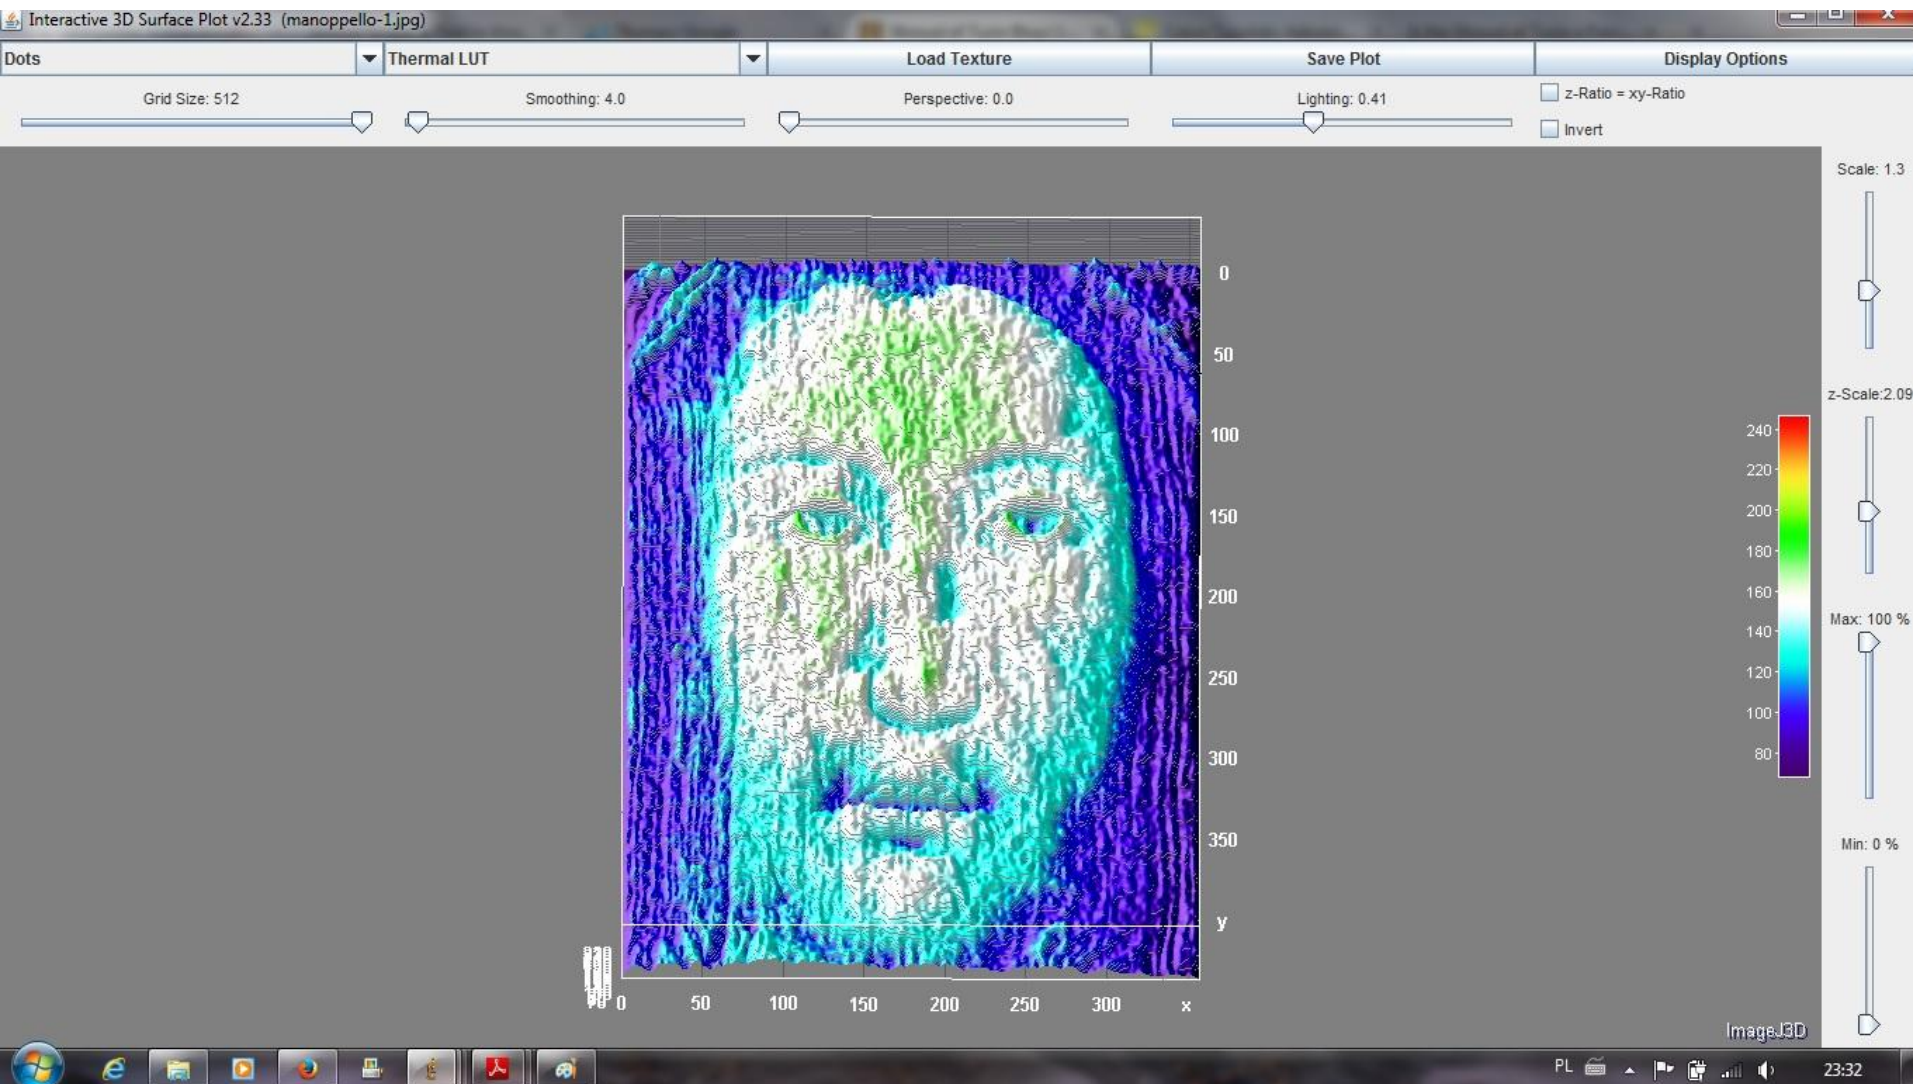 Interactive 3D Surface Plot v2.33 (manoppello-1.jpg)
Dots Thermal LUT Load Texture Save Plot Display Options
Grid Size: 512 Smoothing: 4.0 Perspective: 0.0 Lighting: 0.41 z-Ratio = xy-Ratio
Invert
Scale: 1.3
z-Scale:2.09
Max: 100 %
Min: 0 %
0
50
100
150
200
250
300
350
y
0 50 100 150 200 250 300 x
240
220
200
180
160
140
120
100
80
ImageJ3D
PL 23:32